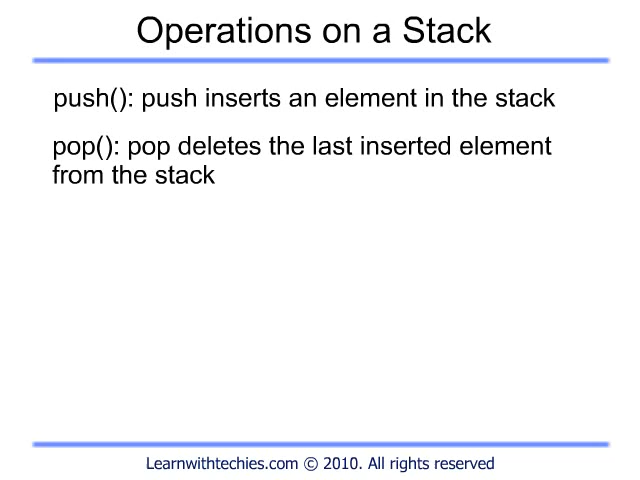 Operations on a Stack
push(): push inserts an element in the stack
pop(): pop deletes the last inserted element
from the stack
Learnwithtechies.com © 2010. All rights reserved